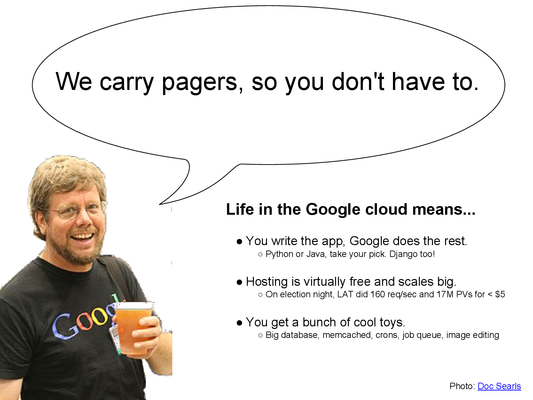 We carry pagers, so you don't have to.
Life in the Google cloud means...
● You write the app, Google does the rest.
○ Python or Java, take your pick. Django too!
● Hosting is virtually free and scales big.
○ On election night, LAT did 160 req/sec and 17M PVs for < $5
● You get a bunch of cool toys.
○ Big database, memcached, crons, job queue, image editing
Goog
Photo: Doc Searls